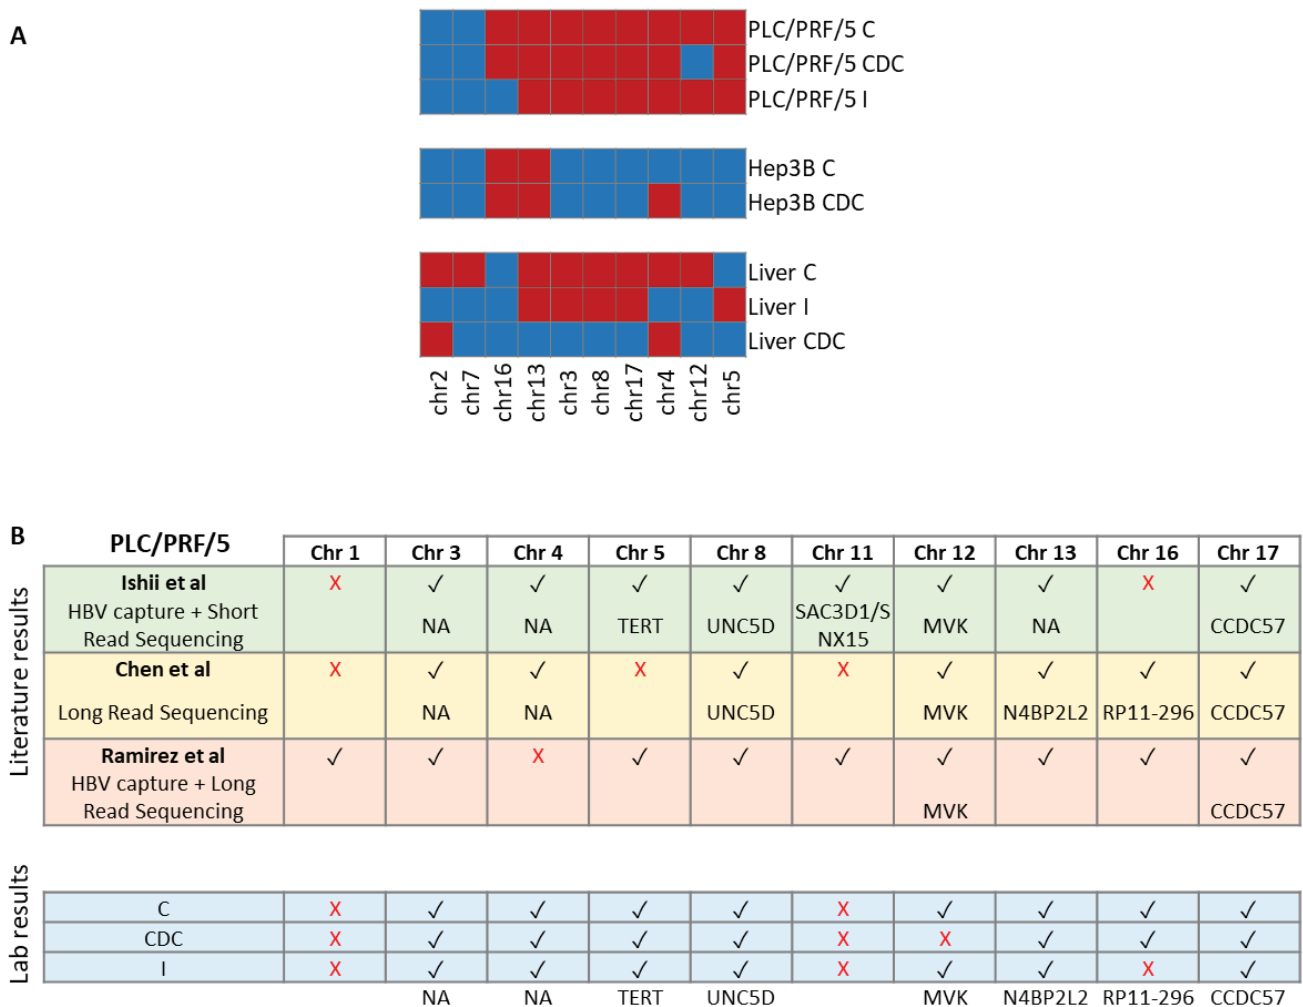 A
PLC/PRF/5 C
PLC/PRF/5 CDC
PLC/PRF/5 I
Hep3B C
Hep3B CDC
Liver C
Liver I
Liver CDC
chr2 chr7 chr16 chr13 chr3 chr8 chr17 chr4 chr12 chr5
B
PLC/PRF/5 Chr 1 Chr 3 Chr 4 Chr 5 Chr 8 Chr 11 Chr 12 Chr 13 Chr 16 Chr 17
Literature results
Ishii et al X ✓ ✓ ✓ ✓ ✓ ✓ ✓ X ✓
HBV capture + Short SAC3D1/S
Read Sequencing NA NA TERT UNC5D NX15 MVK NA CCDC57
Chen et al X ✓ ✓ X ✓ X ✓ ✓ ✓ ✓
Long Read Sequencing NA NA UNC5D MVK N4BP2L2 RP11-296 CCDC57
Ramirez et al ✓ ✓ X ✓ ✓ ✓ ✓ ✓ ✓ ✓
HBV capture + Long
Read Sequencing MVK CCDC57
Lab results
C X ✓ ✓ ✓ ✓ X ✓ ✓ ✓ ✓
CDC X ✓ ✓ ✓ ✓ X X ✓ ✓ ✓
I X ✓ ✓ ✓ ✓ X ✓ ✓ X ✓
NA NA TERT UNC5D MVK N4BP2L2 RP11-296 CCDC57